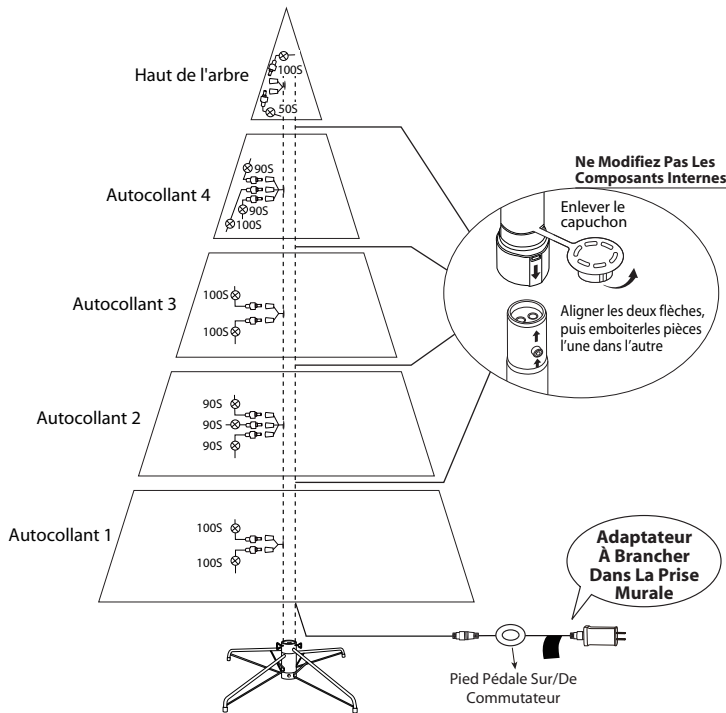 Haut de l'arbre
100S
50S
Autocollant 4
90S
90S
100S
Autocollant 3
100S
100S
Autocollant 2
90S
90S
90S
Autocollant 1
100S
100S
Ne Modifiez Pas Les
Composants Internes
Enlever le
capuchon
Aligner les deux flèches,
puis emboiterles pièces
l'une dans l'autre
Adaptateur
À Brancher
Dans La Prise
Murale
Pied Pédale Sur/De
Commutateur